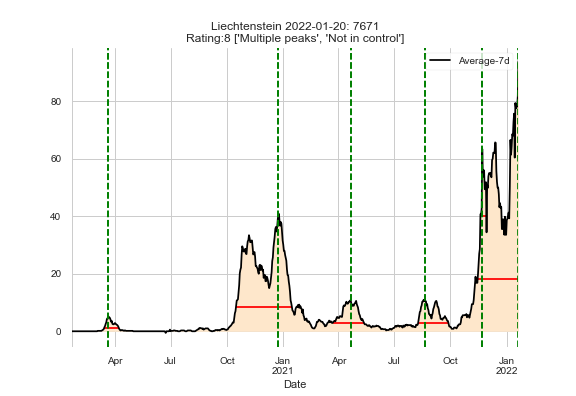 Liechtenstein 2022-01-20: 7671
Rating:8 ['Multiple peaks', 'Not in control']
Average-7d
80
60
40
20
0
Apr Jul Oct Jan Apr Jul Oct Jan
2021 2022
Date